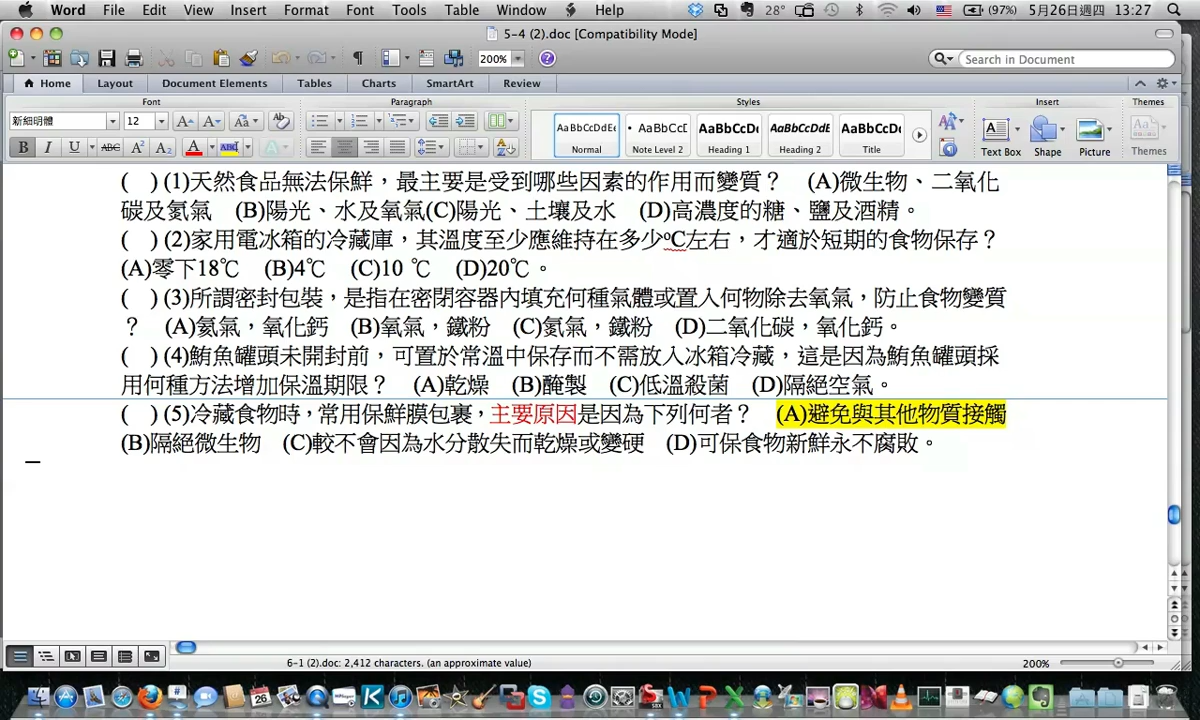 Word File Edit View Insert Format Font Tools Table Window Help 28° (97%) 5月26日週四 13:27
5-4 (2).doc [Compatibility Mode]
200% Search in Document
Home Layout Document Elements Tables Charts SmartArt Review
Font Paragraph Styles Insert Themes
新細明體 12
AaBbCcDdEe AaBbCcD AaBbCcDc AaBbCcDdE AaBbCcDc
Normal Note Level 2 Heading 1 Heading 2 Title Text Box Shape Picture Themes
( ) (1)天然食品無法保鮮，最主要是受到哪些因素的作用而變質？ (A)微生物、二氧化
碳及氮氣 (B)陽光、水及氧氣(C)陽光、土壤及水 (D)高濃度的糖、鹽及酒精。
( ) (2)家用電冰箱的冷藏庫，其溫度至少應維持在多少ºC左右，才適於短期的食物保存？
(A)零下18℃ (B)4℃ (C)10 ℃ (D)20℃。
( ) (3)所謂密封包裝，是指在密閉容器內填充何種氣體或置入何物除去氧氣，防止食物變質
？ (A)氨氣，氧化鈣 (B)氧氣，鐵粉 (C)氮氣，鐵粉 (D)二氧化碳，氧化鈣。
( ) (4)鮪魚罐頭未開封前，可置於常溫中保存而不需放入冰箱冷藏，這是因為鮪魚罐頭採
用何種方法增加保溫期限？ (A)乾燥 (B)醃製 (C)低溫殺菌 (D)隔絕空氣。
( ) (5)冷藏食物時，常用保鮮膜包裹，主要原因是因為下列何者？ (A)避免與其他物質接觸
(B)隔絕微生物 (C)較不會因為水分散失而乾燥或變硬 (D)可保食物新鮮永不腐敗。
6-1 (2).doc: 2,412 characters. (an approximate value) 200%